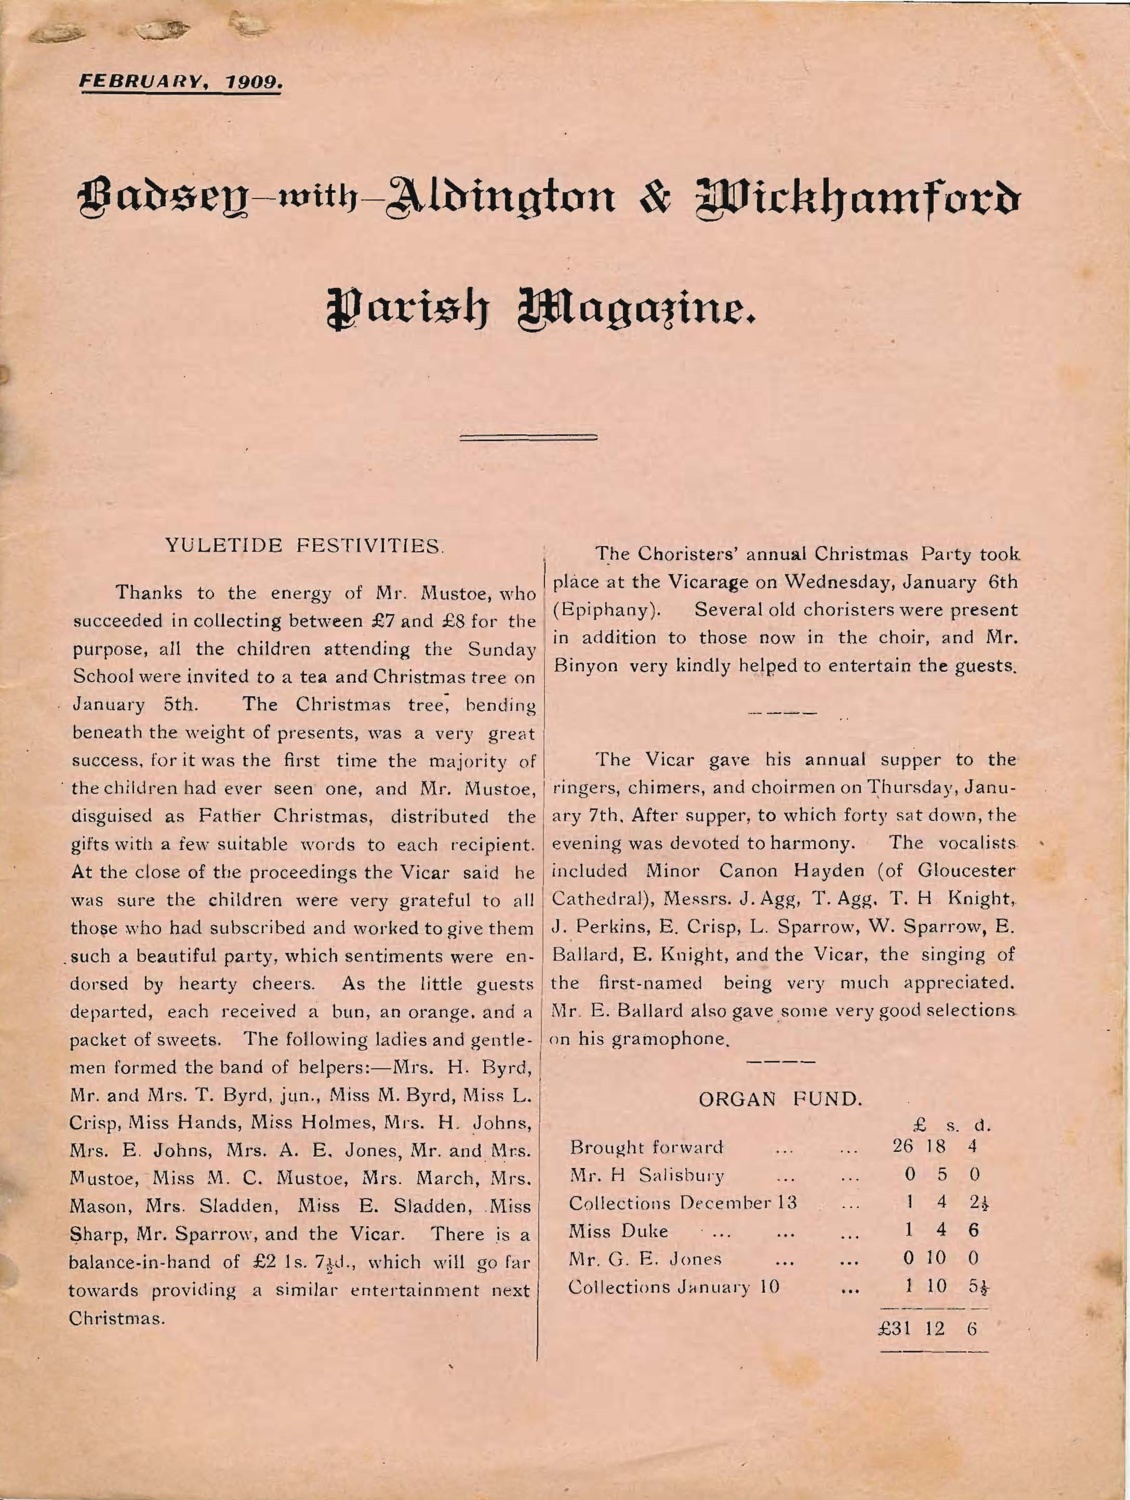 FEBRUARY, 1909.
Badsey-with-Aldington & Wickhamford
Parish Magazine.
YULETIDE FESTIVITIES.
Thanks to the energy of Mr. Mustoe, who
succeeded in collecting between £7 and £8 for the
purpose, all the children attending the Sunday
School were invited to a tea and Christmas tree on
January 5th. The Christmas tree, bending
beneath the weight of presents, was a very great
success, for it was the first time the majority of
the children had ever seen one, and Mr. Mustoe,
disguised as Father Christmas, distributed the
gifts with a few suitable words to each recipient.
At the close of the proceedings the Vicar said he
was sure the children were very grateful to all
those who had subscribed and worked to give them
such a beautiful party, which sentiments were en-
dorsed by hearty cheers. As the little guests
departed, each received a bun, an orange, and a
packet of sweets. The following ladies and gentle-
men formed the band of helpers:—Mrs. H. Byrd,
Mr. and Mrs. T. Byrd, jun., Miss M. Byrd, Miss L.
Crisp, Miss Hands, Miss Holmes, Mrs. H. Johns,
Mrs. E. Johns, Mrs. A. E. Jones, Mr. and Mrs.
Mustoe, Miss M. C. Mustoe, Mrs. March, Mrs.
Mason, Mrs. Sladden, Miss E. Sladden, Miss
Sharp, Mr. Sparrow, and the Vicar. There is a
balance-in-hand of £2 1s. 7½d., which will go far
towards providing a similar entertainment next
Christmas.
The Choristers' annual Christmas Party took
place at the Vicarage on Wednesday, January 6th
(Epiphany). Several old choristers were present
in addition to those now in the choir, and Mr.
Binyon very kindly helped to entertain the guests.
The Vicar gave his annual supper to the
ringers, chimers, and choirmen on Thursday, Janu-
ary 7th. After supper, to which forty sat down, the
evening was devoted to harmony. The vocalists
included Minor Canon Hayden (of Gloucester
Cathedral), Messrs. J. Agg, T. Agg, T. H Knight,
J. Perkins, E. Crisp, L. Sparrow, W. Sparrow, E.
Ballard, E. Knight, and the Vicar, the singing of
the first-named being very much appreciated.
Mr. E. Ballard also gave some very good selections
on his gramophone.
ORGAN FUND.
£ s. d.
Brought forward ... ... 26 18 4
Mr. H Salisbury ... ... 0 5 0
Collections December 13 ... 1 4 2½
Miss Duke ... ... ... 1 4 6
Mr. G. E. Jones ... ... 0 10 0
Collections January 10 ... 1 10 5½
£31 12 6